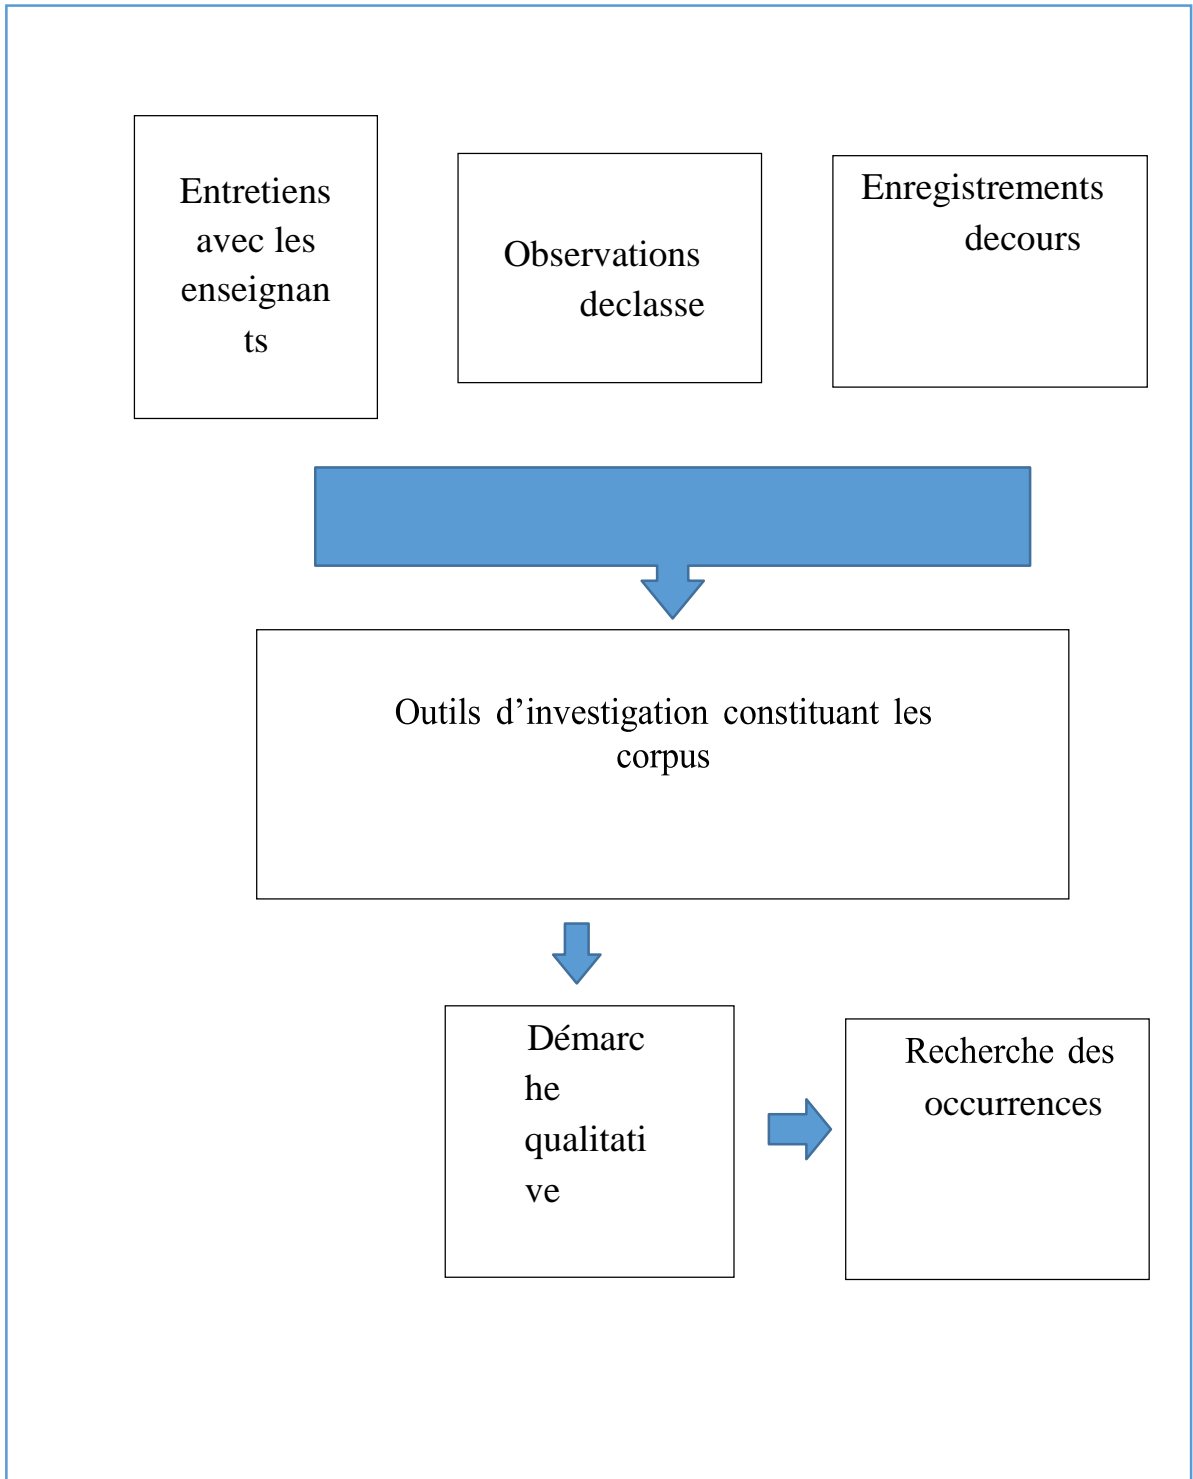 Entretiens
avec les
enseignan
ts
Observations
declasse
Enregistrements
decours
Outils d’investigation constituant les
corpus
Démarc
he
qualitati
ve
Recherche des
occurrences